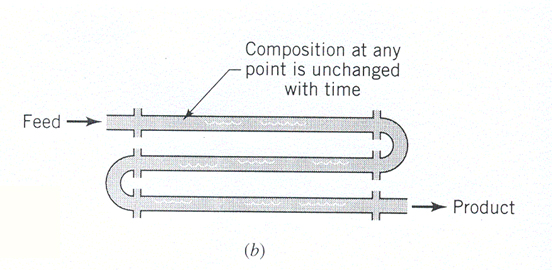 Composition at any
point is unchanged
with time
Feed
Product
(b)